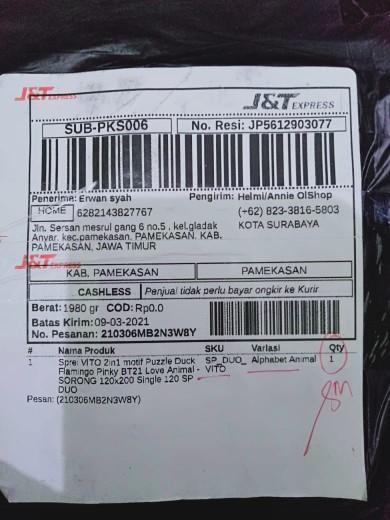 J&T EXPRESS
J&T EXPRESS
SUB-PKS006
No. Resi: JP5612903077
Penerima: Erwan syah
Pengirim: Helmi/Annie OlShop
HOME 6282143827767
(+62) 823-3816-5803
Jln. Sersan mesrul gang 6 no.5 , kel.gladak
KOTA SURABAYA
Anyar, kec.pamekasan, PAMEKASAN, KAB.
PAMEKASAN, JAWA TIMUR
J&T EXPRESS
KAB. PAMEKASAN
PAMEKASAN
CASHLESS
Penjual tidak perlu bayar ongkir ke Kurir
Berat: 1980 gr COD: Rp0.0
Batas Kirim: 09-03-2021
No. Pesanan: 210306MB2N3W8Y
# Nama Produk SKU Variasi Qty
1 Sprei VITO 2in1 motif Puzzle Duck SP_DUO_ Alphabet Animal 1
Flamingo Pinky BT21 Love Animal - VITO
SORONG 120x200 Single 120 SP
DUO
Pesan: (210306MB2N3W8Y)